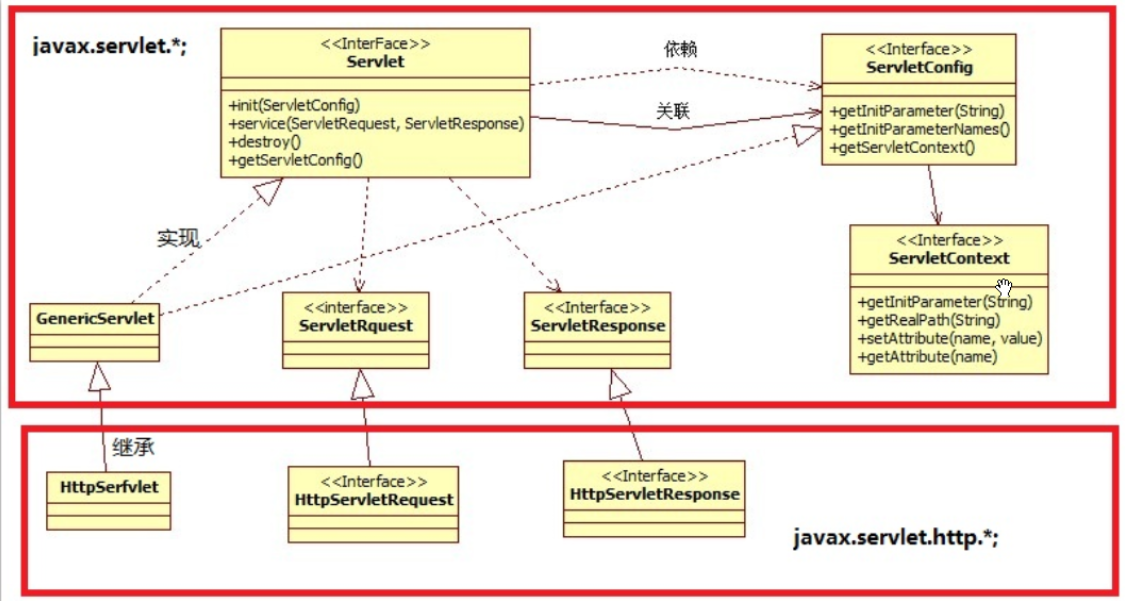 javax.servlet.*;
<<InterFace>>
Servlet
+init(ServletConfig)
+service(ServletRequest, ServletResponse)
+destroy()
+getServletConfig()
依赖
关联
<<Interface>>
ServletConfig
+getInitParameter(String)
+getInitParameterNames()
+getServletContext()
实现
<<Interface>>
ServletContext
+getInitParameter(String)
+getRealPath(String)
+setAttribute(name, value)
+getAttribute(name)
GenericServlet
<<interface>>
ServletRquest
<<Interface>>
ServletResponse
继承
HttpSerfvlet
<<Interface>>
HttpServletRequest
<<Interface>>
HttpServletResponse
javax.servlet.http.*;